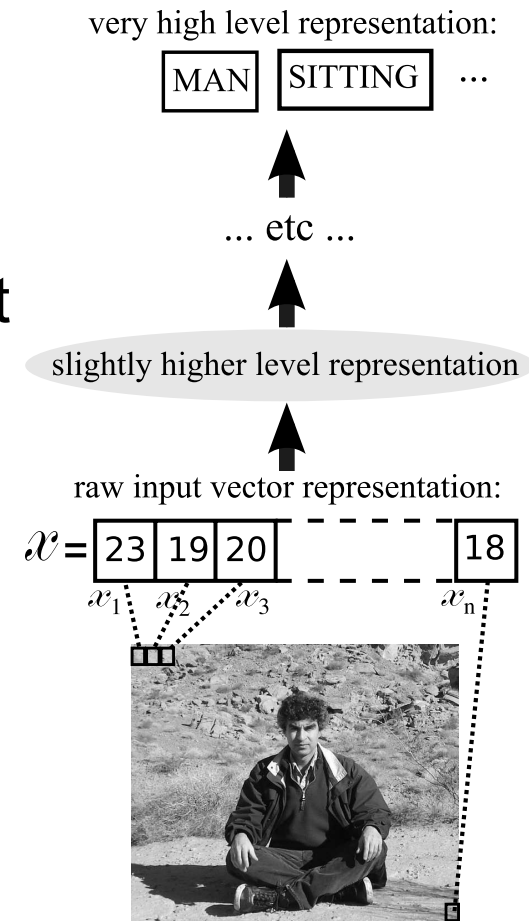 very high level representation:
MAN SITTING ...
... etc ...
t
slightly higher level representation
raw input vector representation:
x = 23 19 20 18
x1 x2 x3 xn